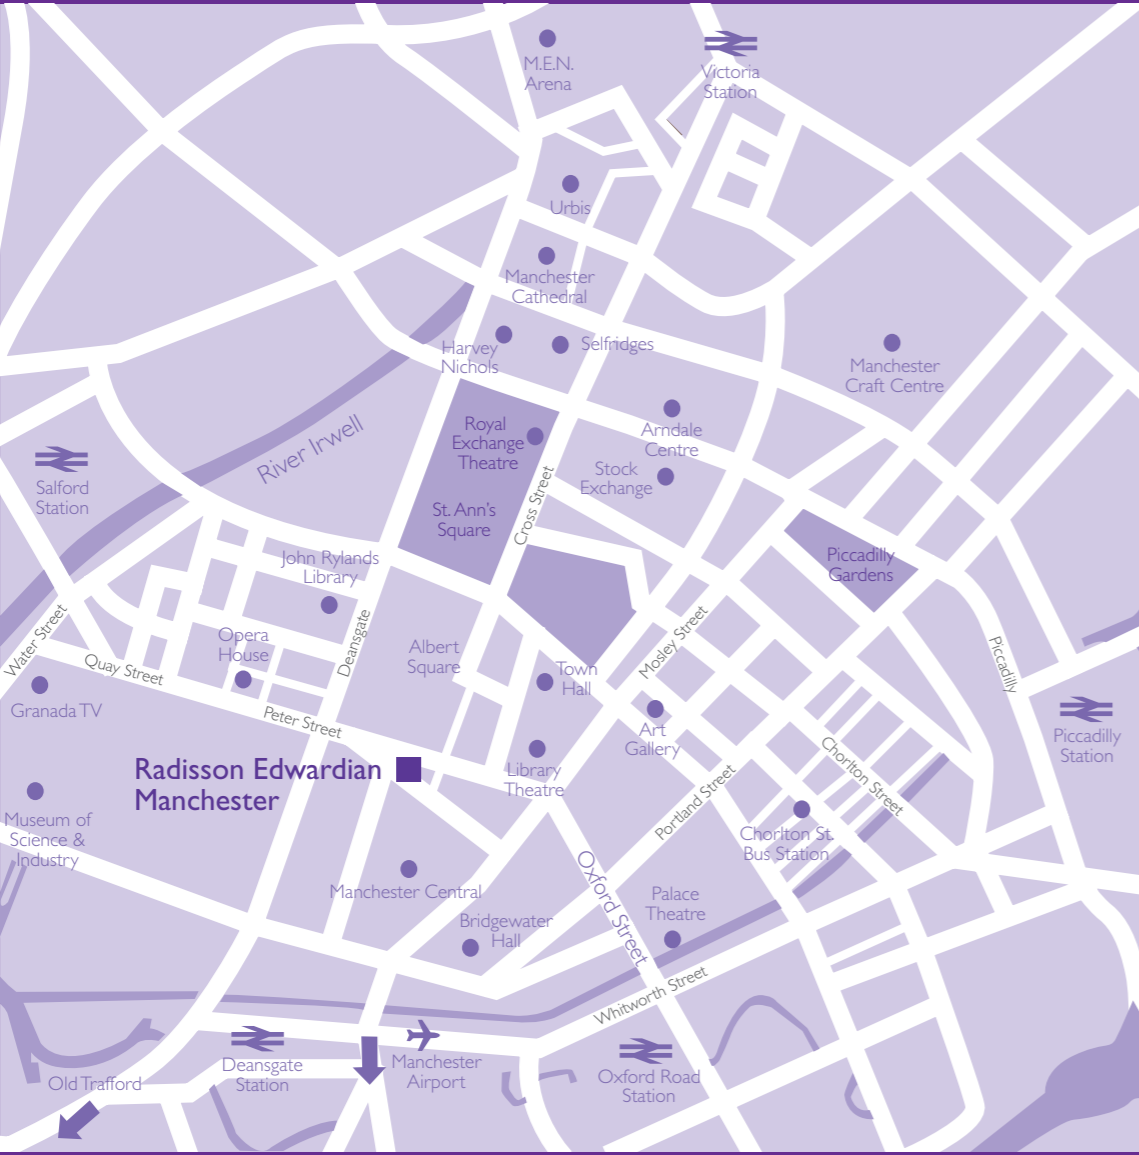 M.E.N.
Arena
Victoria
Station
Urbis
Manchester
Cathedral
Harvey
Nichols
Selfridges
Manchester
Craft Centre
River Irwell
Royal
Exchange
Theatre
Arndale
Centre
Stock
Exchange
Salford
Station
St. Ann's
Square
Cross Street
John Rylands
Library
Piccadilly
Gardens
Water Street
Quay Street
Opera
House
Deansgate
Albert
Square
Town
Hall
Mosley Street
Piccadilly
Granada TV
Peter Street
Art
Gallery
Piccadilly
Station
Radisson Edwardian
Manchester
Library
Theatre
Chorlton Street
Portland Street
Museum of
Science &
Industry
Chorlton St.
Bus Station
Manchester Central
Oxford Street
Palace
Theatre
Bridgewater
Hall
Whitworth Street
Old Trafford
Deansgate
Station
Manchester
Airport
Oxford Road
Station